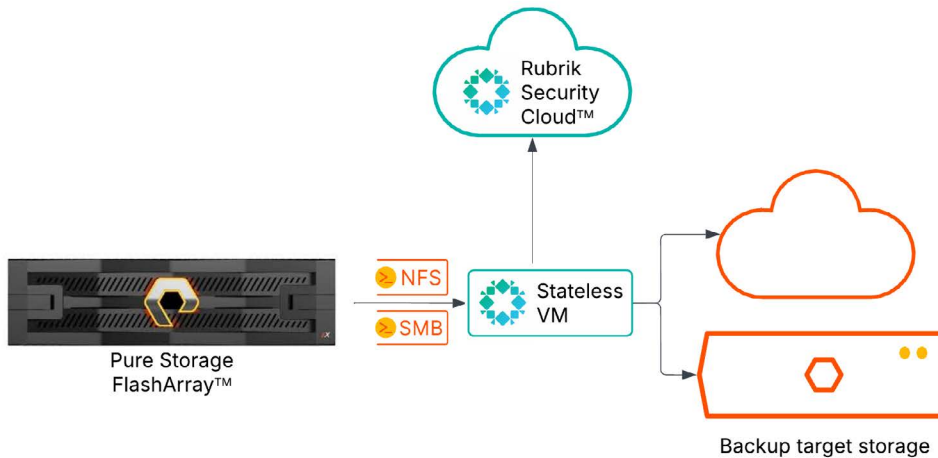 Rubrik
Security
Cloud™
NFS
SMB
Stateless
VM
Pure Storage
FlashArray™
Backup target storage